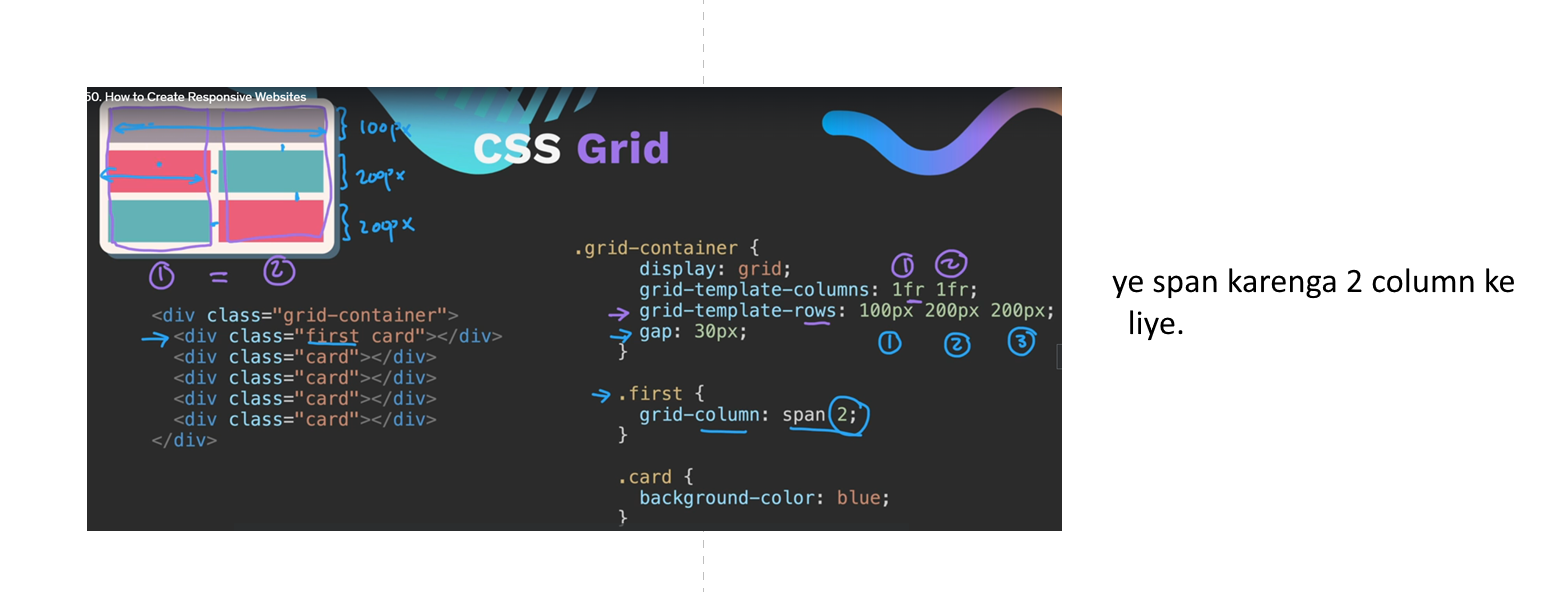 50. How to Create Responsive Websites
CSS Grid
} 100px
} 200px
} 200px
1 = 2
<div class="grid-container">
<div class="first card"></div>
<div class="card"></div>
<div class="card"></div>
<div class="card"></div>
<div class="card"></div>
</div>
.grid-container {
display: grid;
1 2
grid-template-columns: 1fr 1fr;
grid-template-rows: 100px 200px 200px;
gap: 30px;
1 2 3
}
.first {
grid-column: span 2;
}
.card {
background-color: blue;
}
ye span karenga 2 column ke
liye.